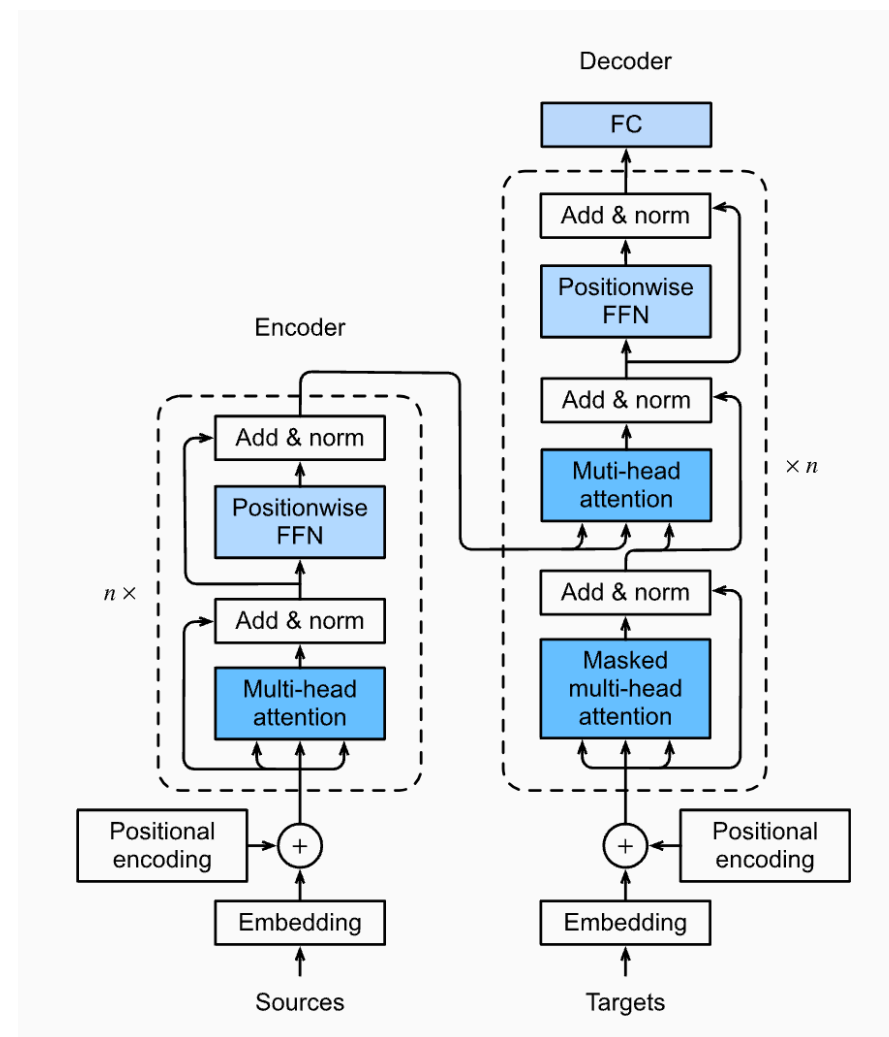 Decoder
FC
Add & norm
Positionwise
FFN
Add & norm
Muti-head
attention
× n
Add & norm
Masked
multi-head
attention
Encoder
Add & norm
Positionwise
FFN
n ×
Add & norm
Multi-head
attention
Positional
encoding
+
Embedding
Sources
+
Positional
encoding
Embedding
Targets